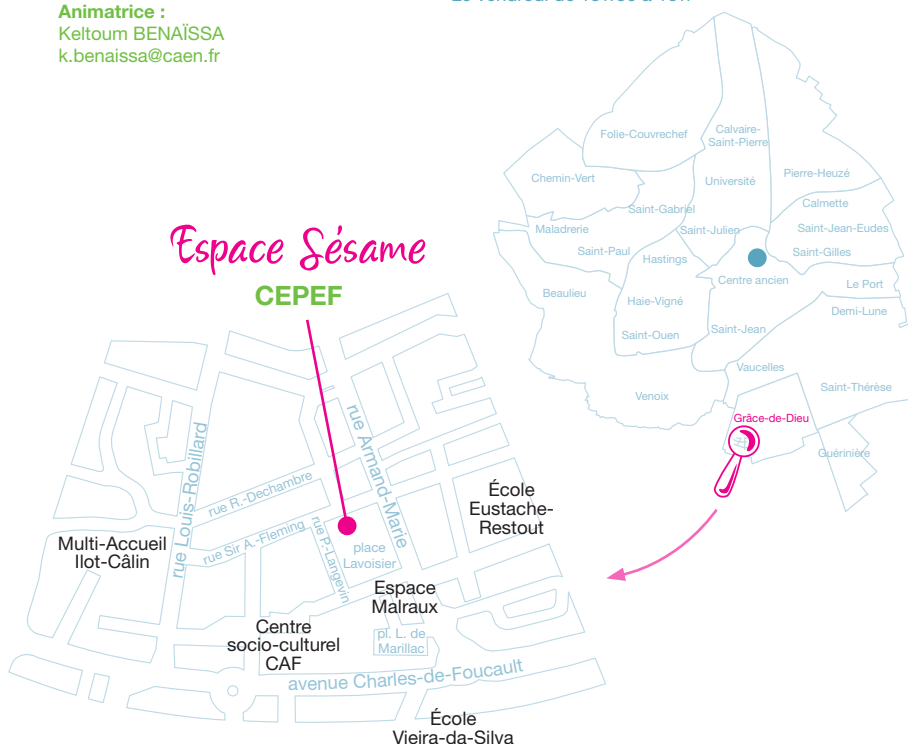 Animatrice :
Keltoum BENAÏSSA
k.benaissa@caen.fr
Folie-Couvrechef
Calvaire-
Saint-Pierre
Chemin-Vert
Université
Pierre-Heuzé
Saint-Gabriel
Calmette
Maladrerie
Saint-Julien
Saint-Jean-Eudes
Saint-Paul
Hastings
Saint-Gilles
Centre ancien
Beaulieu
Le Port
Haie-Vigné
Demi-Lune
Saint-Ouen
Saint-Jean
Vaucelles
Venoix
Saint-Thérèse
Grâce-de-Dieu
Guérinière
Espace Sésame
CEPEF
rue Louis-Robillard
rue Armand-Marie
rue R.-Dechambre
rue Sir A.-Fleming
rue P.-Langevin
place
Lavoisier
École
Eustache-
Restout
Multi-Accueil
Ilot-Câlin
Espace
Malraux
Centre
socio-culturel
CAF
pl. L. de
Marillac
avenue Charles-de-Foucault
École
Vieira-da-Silva